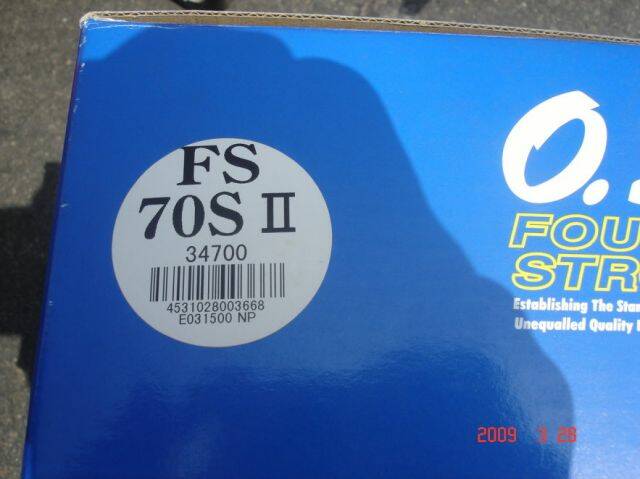 FS
70S II
34700
4531028003668
E031500 NP
O.
FOU
STR
Establishing The Stan
Unequalled Quality
2009 3 28